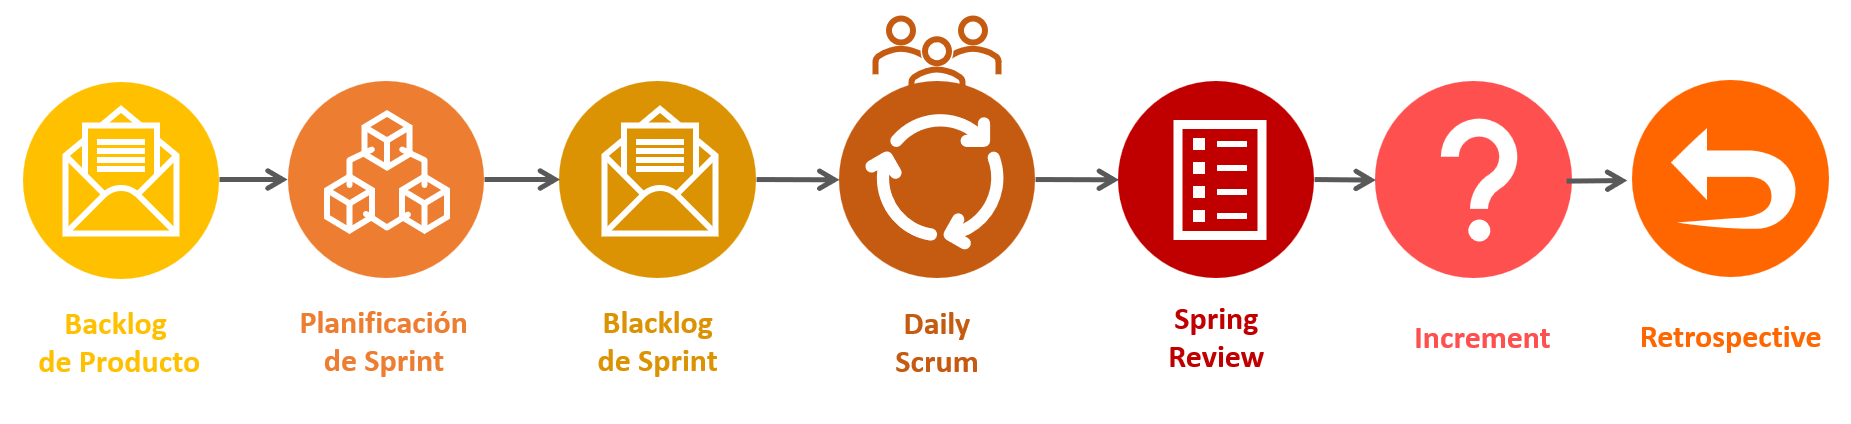 Backlog
de Producto
Planificación
de Sprint
Blacklog
de Sprint
Daily
Scrum
Spring
Review
Increment
Retrospective